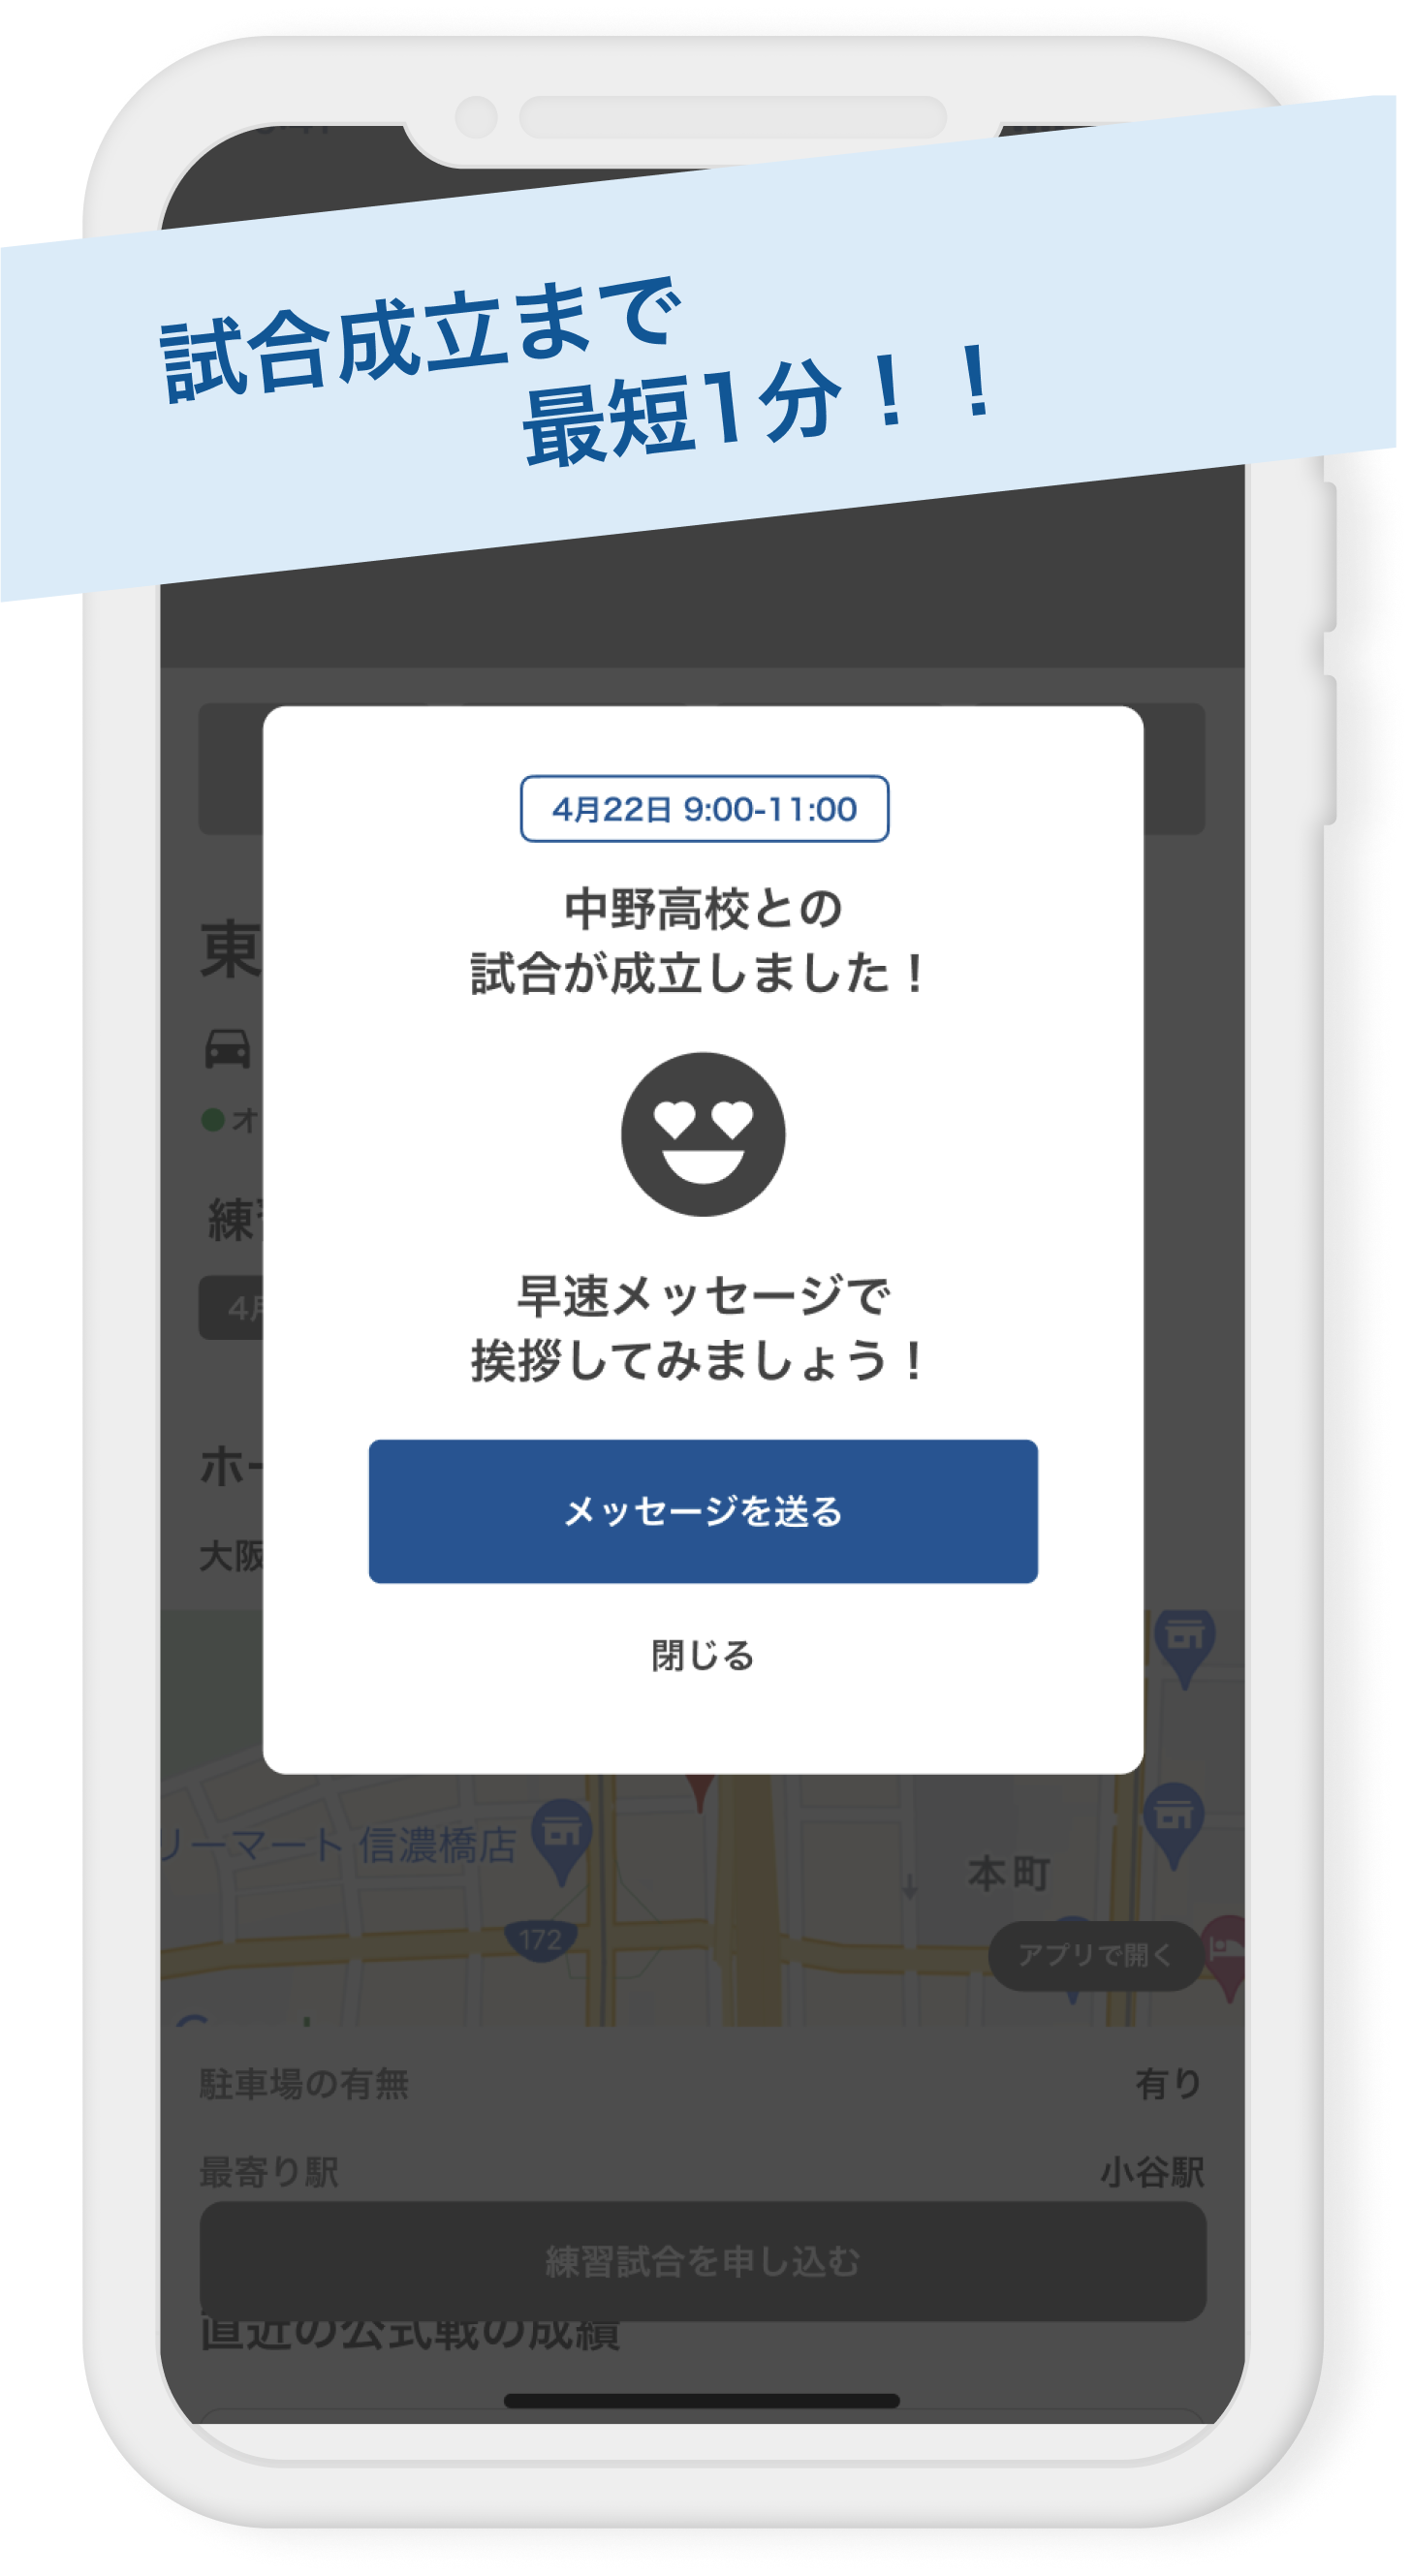 試合成立まで
最短1分！！
4月22日 9:00-11:00
中野高校との
試合が成立しました！
東
オ
練
早速メッセージで
挨拶してみましょう！
4月
ホー
メッセージを送る
大阪
閉じる
リーマート 信濃橋店
本町
172
アプリで開く
駐車場の有無 有り
最寄り駅 小谷駅
練習試合を申し込む
直近の公式戦の成績